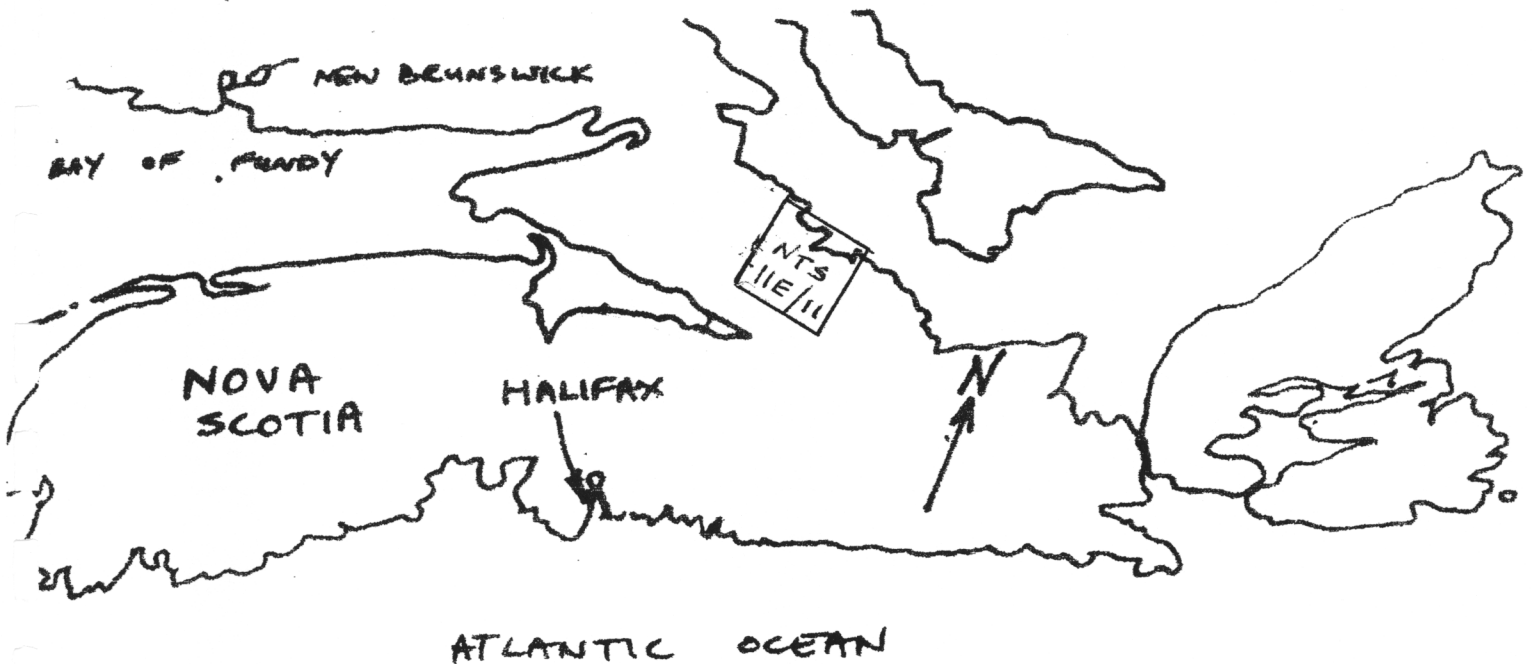 NEW BRUNSWICK
BAY OF FUNDY
NTS
11E/11
NOVA
SCOTIA
HALIFAX
N
ATLANTIC OCEAN